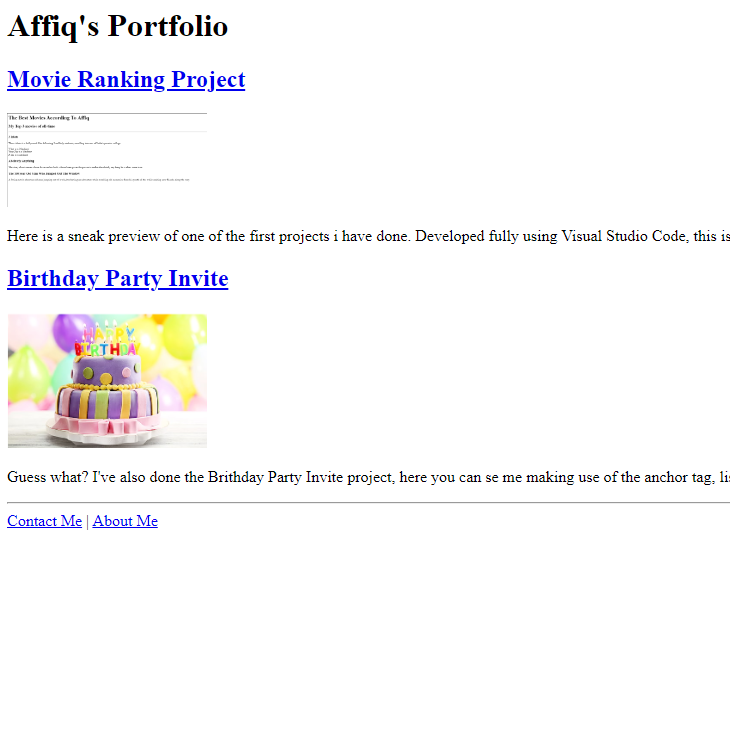 Affiq's Portfolio
Movie Ranking Project
The Best Movies According To Affiq
My Top 3 movies of all-time
Here is a sneak preview of one of the first projects i have done. Developed fully using Visual Studio Code, this is
Birthday Party Invite
HAPPY
BIRTHDAY
Guess what? I've also done the Brithday Party Invite project, here you can se me making use of the anchor tag,
Contact Me | About Me